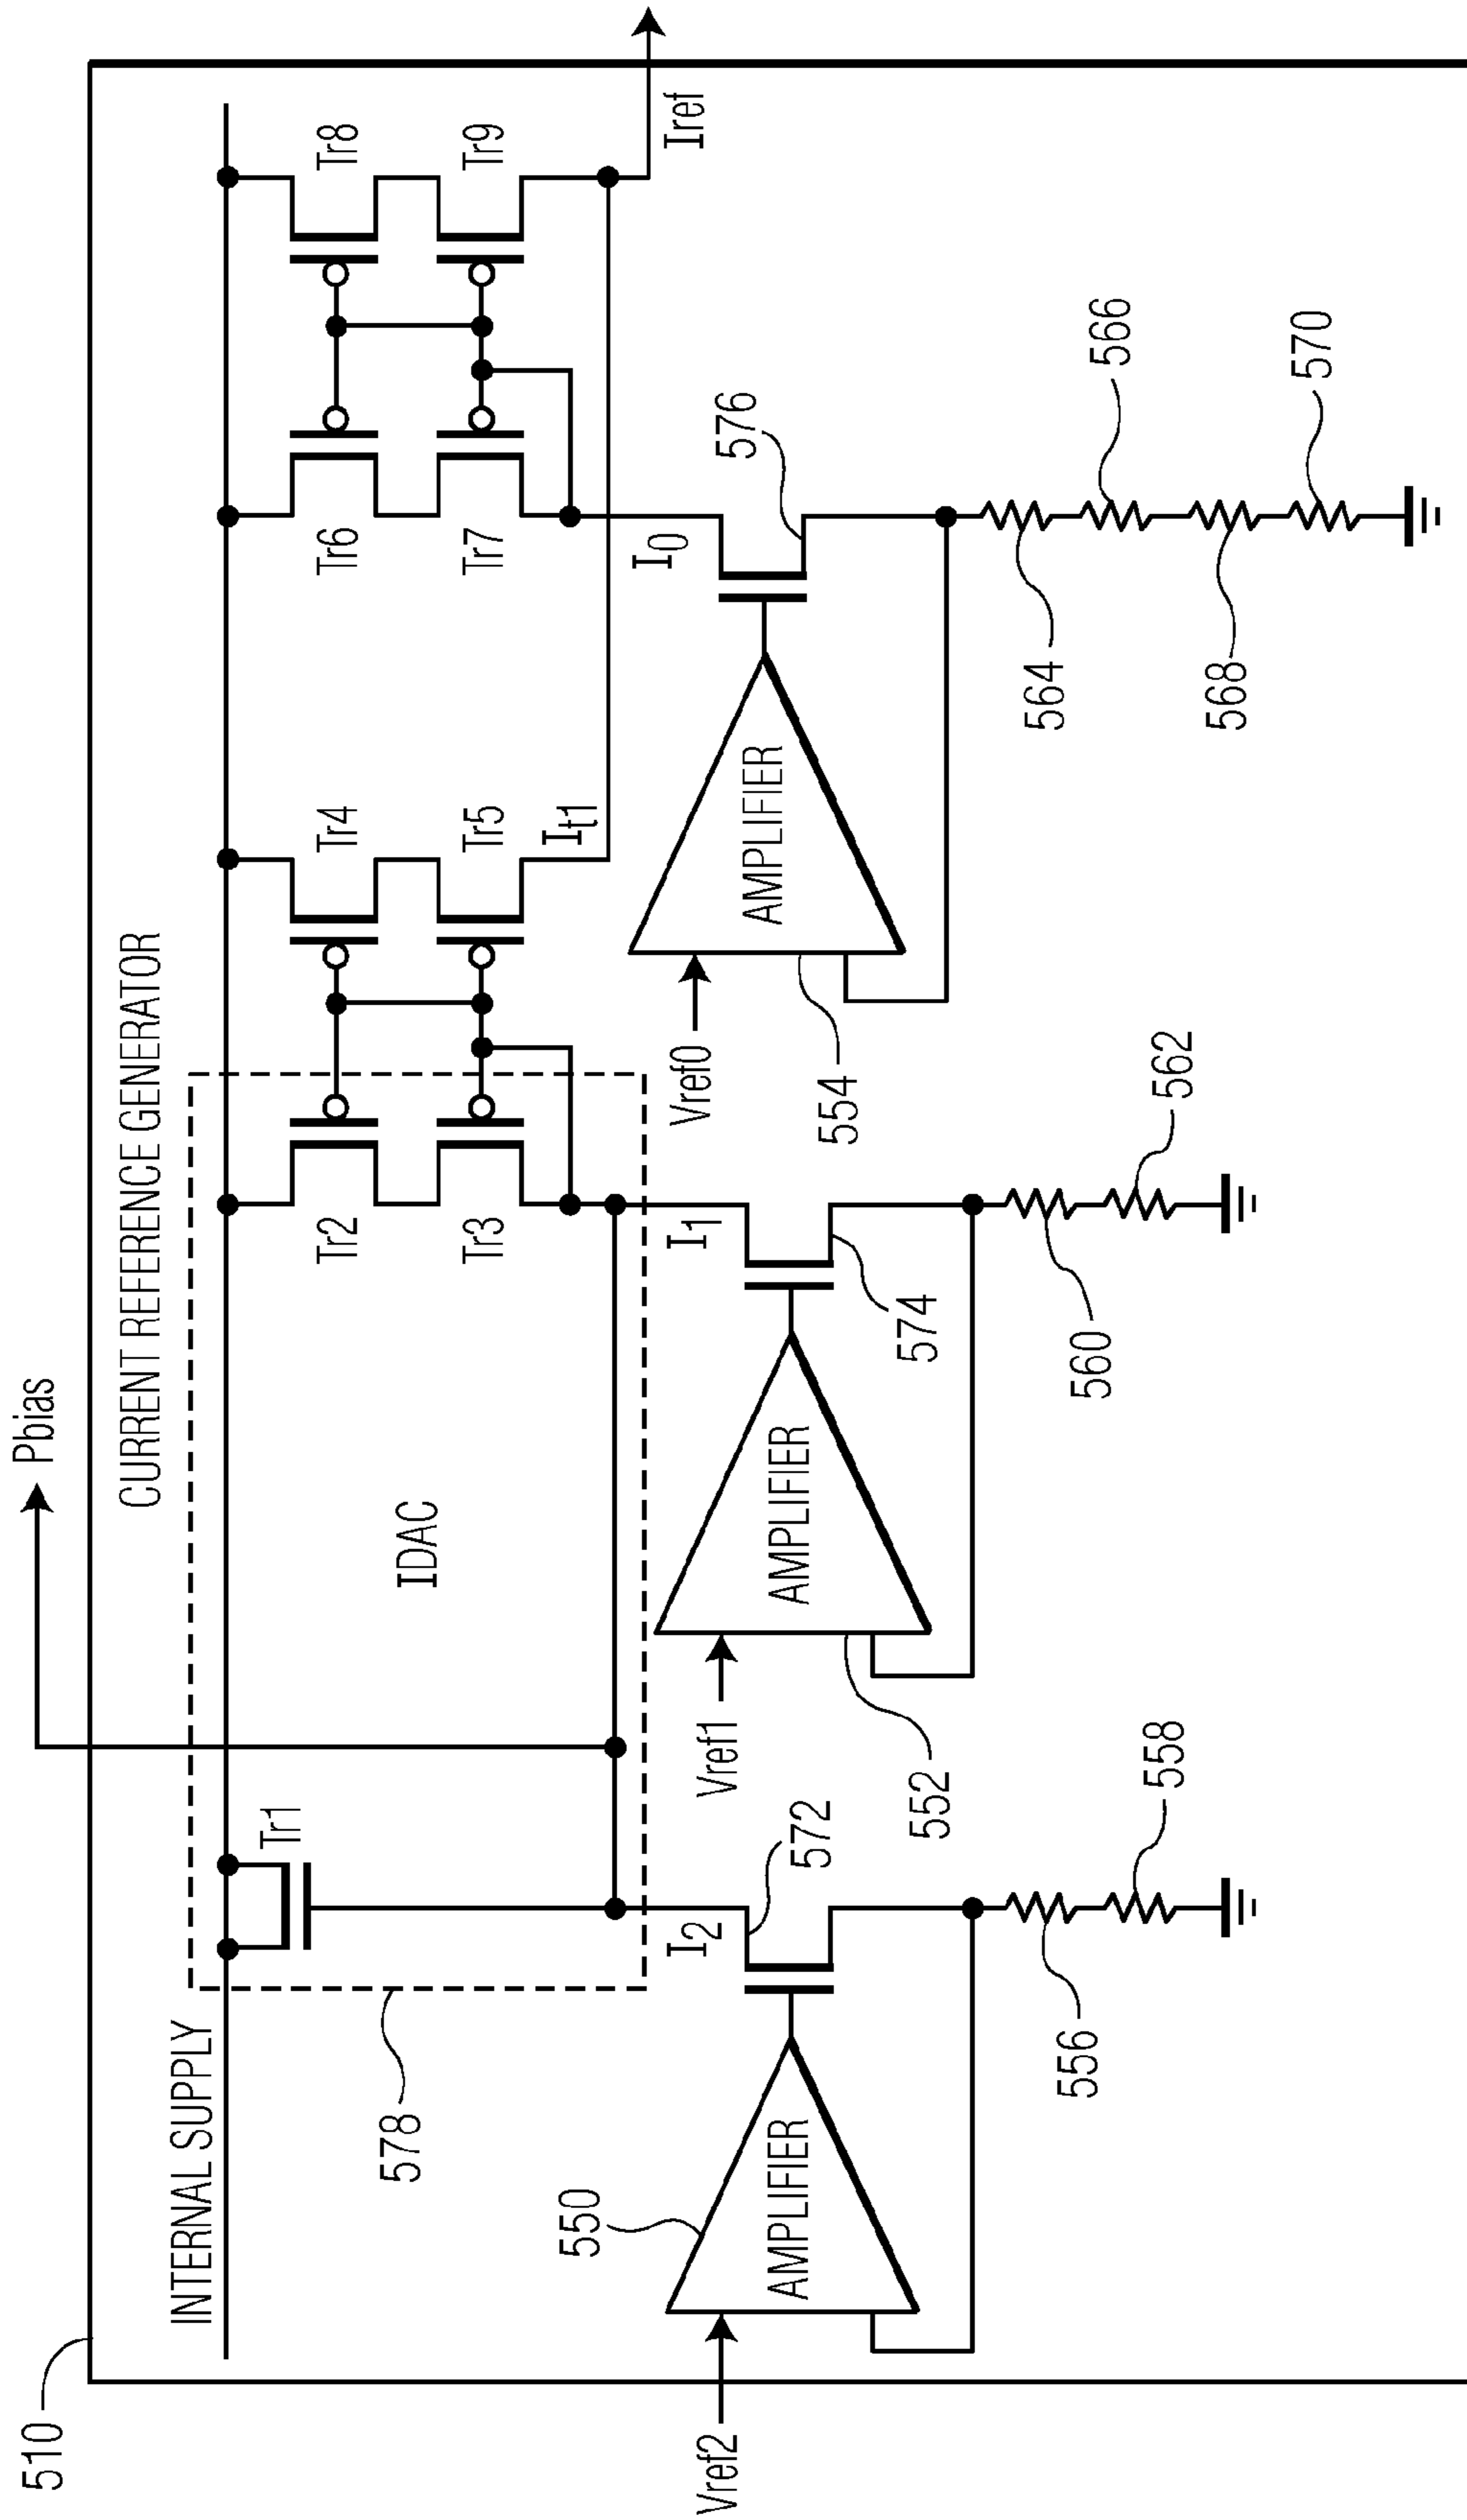 510
Pbias
CURRENT REFERENCE GENERATOR
INTERNAL SUPPLY
Tr1
Tr2
Tr4
Tr6
Tr8
IDAC
578
Tr3
Tr5
Tr7
Tr9
It1
550
I2
I1
I0
Iref
Vref2
AMPLIFIER
572
Vref1
AMPLIFIER
574
Vref0
AMPLIFIER
576
552
554
556
558
560
562
564
566
568
570